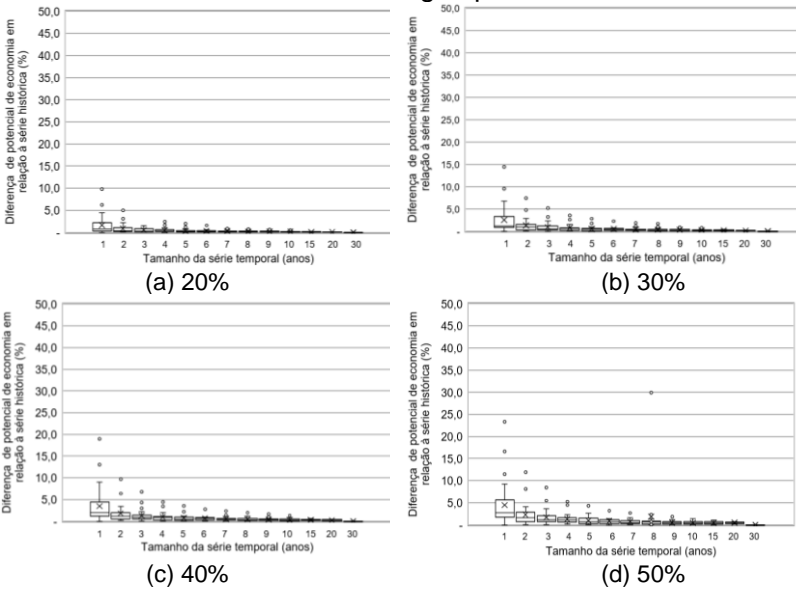 50,0
45,0
40,0
35,0
30,0
25,0
20,0
15,0
10,0
5,0
-
Diferença de potencial de economia em
relação à série histórica (%)
1 2 3 4 5 6 7 8 9 10 15 20 30
Tamanho da série temporal (anos)
(a) 20%
50,0
45,0
40,0
35,0
30,0
25,0
20,0
15,0
10,0
5,0
-
Diferença de potencial de economia em
relação à série histórica (%)
1 2 3 4 5 6 7 8 9 10 15 20 30
Tamanho da série temporal (anos)
(b) 30%
50,0
45,0
40,0
35,0
30,0
25,0
20,0
15,0
10,0
5,0
-
Diferença de potencial de economia em
relação à série histórica (%)
1 2 3 4 5 6 7 8 9 10 15 20 30
Tamanho da série temporal (anos)
(c) 40%
50,0
45,0
40,0
35,0
30,0
25,0
20,0
15,0
10,0
5,0
-
Diferença de potencial de economia em
relação à série histórica (%)
1 2 3 4 5 6 7 8 9 10 15 20 30
Tamanho da série temporal (anos)
(d) 50%